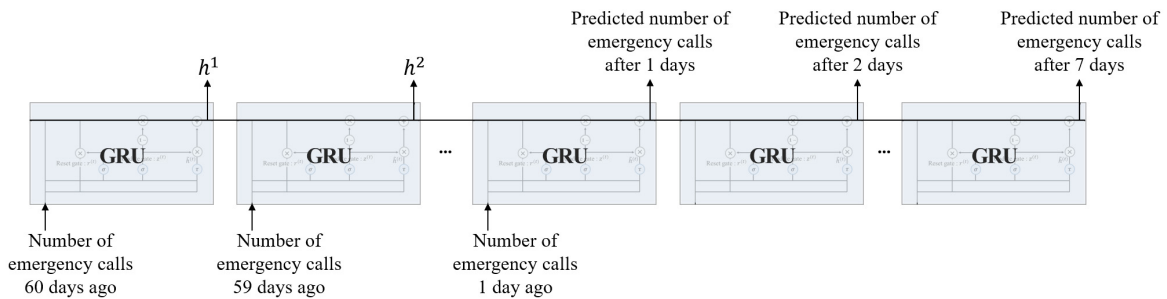 Predicted number of
emergency calls
after 1 days
Predicted number of
emergency calls
after 2 days
Predicted number of
emergency calls
after 7 days
h¹
h²
GRU
GRU
...
GRU
GRU
...
GRU
Number of
emergency calls
60 days ago
Number of
emergency calls
59 days ago
Number of
emergency calls
1 day ago